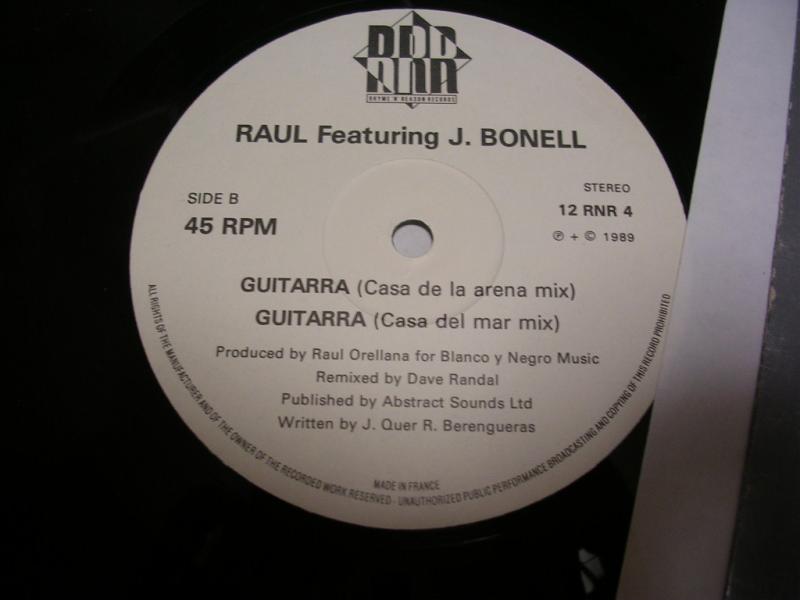 RNR
RHYME 'N' REASON RECORDS
RAUL Featuring J. BONELL
SIDE B
STEREO
45 RPM
12 RNR 4
℗ + © 1989
GUITARRA (Casa de la arena mix)
GUITARRA (Casa del mar mix)
Produced by Raul Orellana for Blanco y Negro Music
Remixed by Dave Randal
Published by Abstract Sounds Ltd
Written by J. Quer R. Berengueras
MADE IN FRANCE
ALL RIGHTS OF THE MANUFACTURER AND OF THE OWNER OF THE RECORDED WORK RESERVED - UNAUTHORIZED PUBLIC PERFORMANCE BROADCASTING AND COPYING OF THIS RECORD PROHIBITED